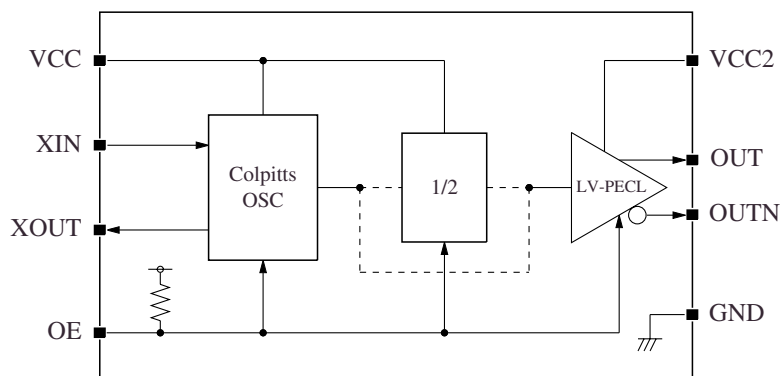 VCC
VCC2
XIN
Colpitts
OSC
1/2
LV-PECL
OUT
XOUT
OUTN
OE
GND